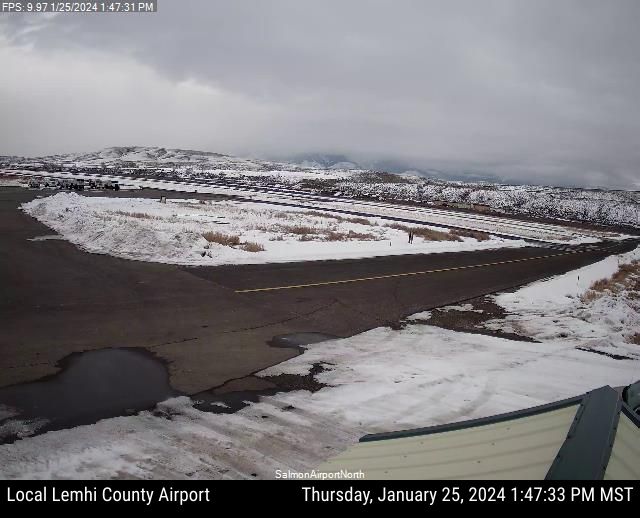 FPS: 9.97 1/25/2024 1:47:31 PM
SalmonAirportNorth
Local Lemhi County Airport Thursday, January 25, 2024 1:47:33 PM MST